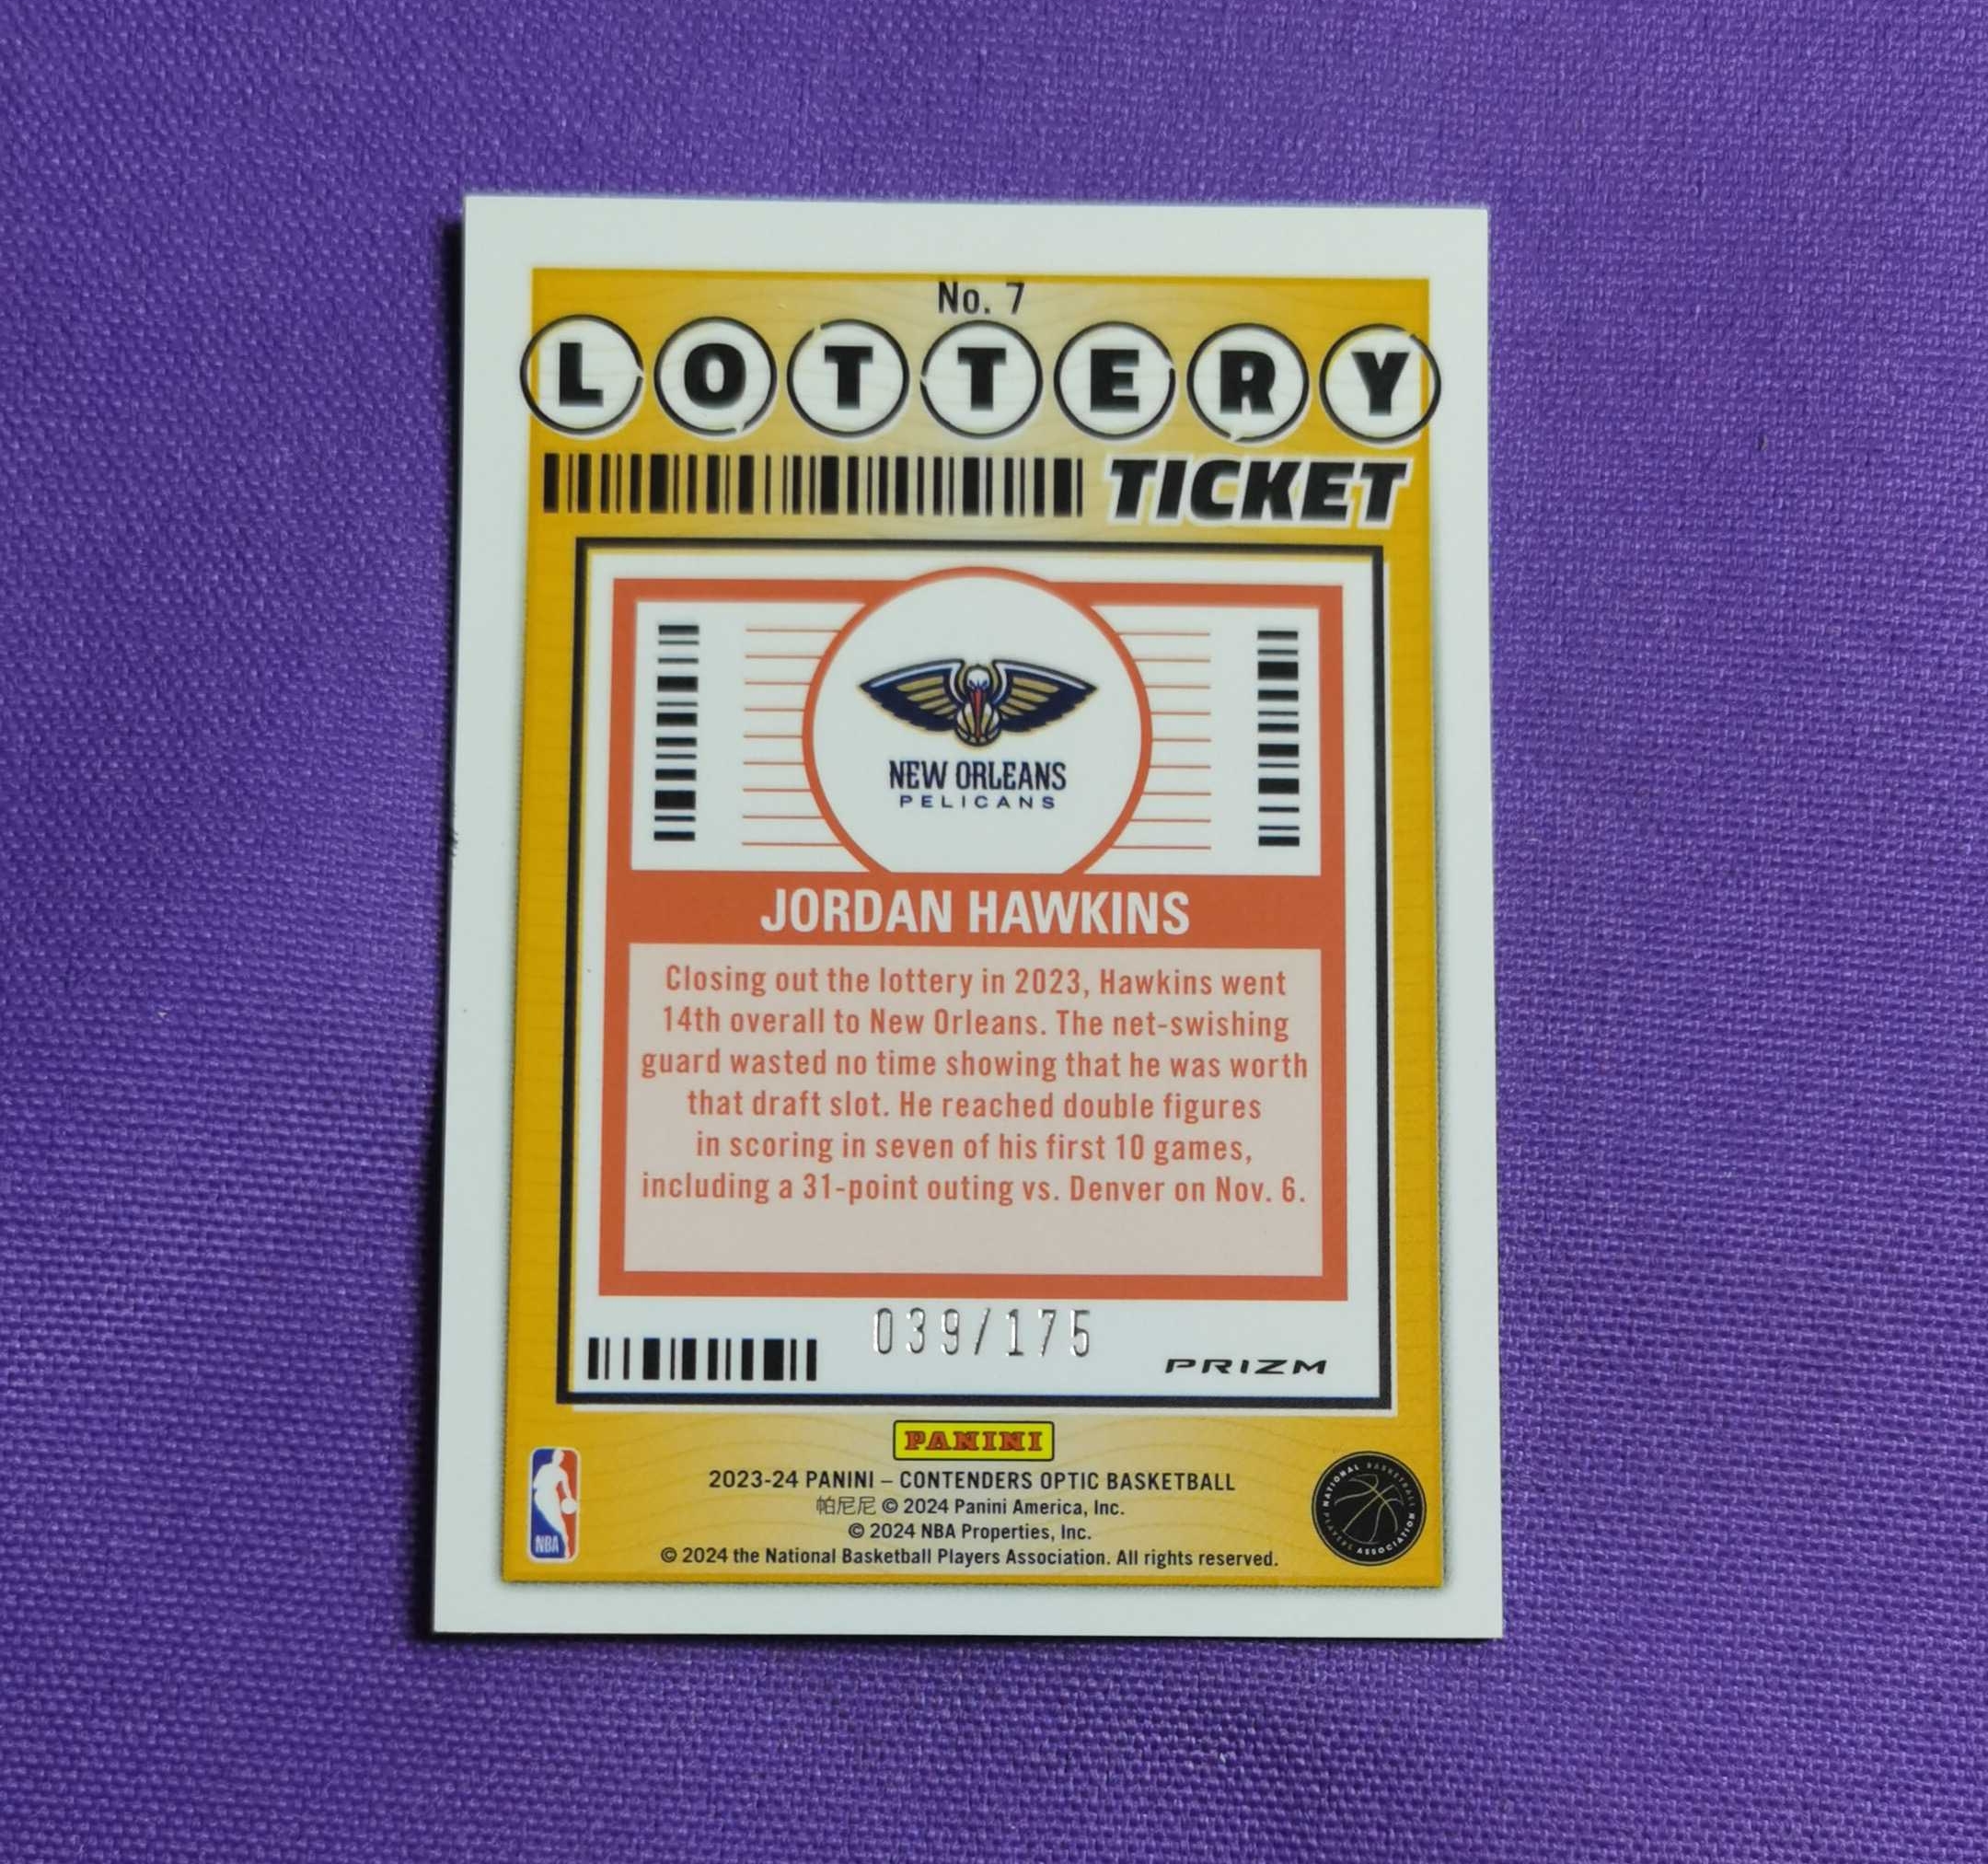 No. 7
LOTTERY
TICKET
NEW ORLEANS
PELICANS
JORDAN HAWKINS
Closing out the lottery in 2023, Hawkins went
14th overall to New Orleans. The net-swishing
guard wasted no time showing that he was worth
that draft slot. He reached double figures
in scoring in seven of his first 10 games,
including a 31-point outing vs. Denver on Nov. 6.
039/175
PRIZM
PANINI
2023-24 PANINI – CONTENDERS OPTIC BASKETBALL
帕尼尼 © 2024 Panini America, Inc.
© 2024 NBA Properties, Inc.
© 2024 the National Basketball Players Association. All rights reserved.
NBA
NATIONAL BASKETBALL PLAYERS ASSOCIATION